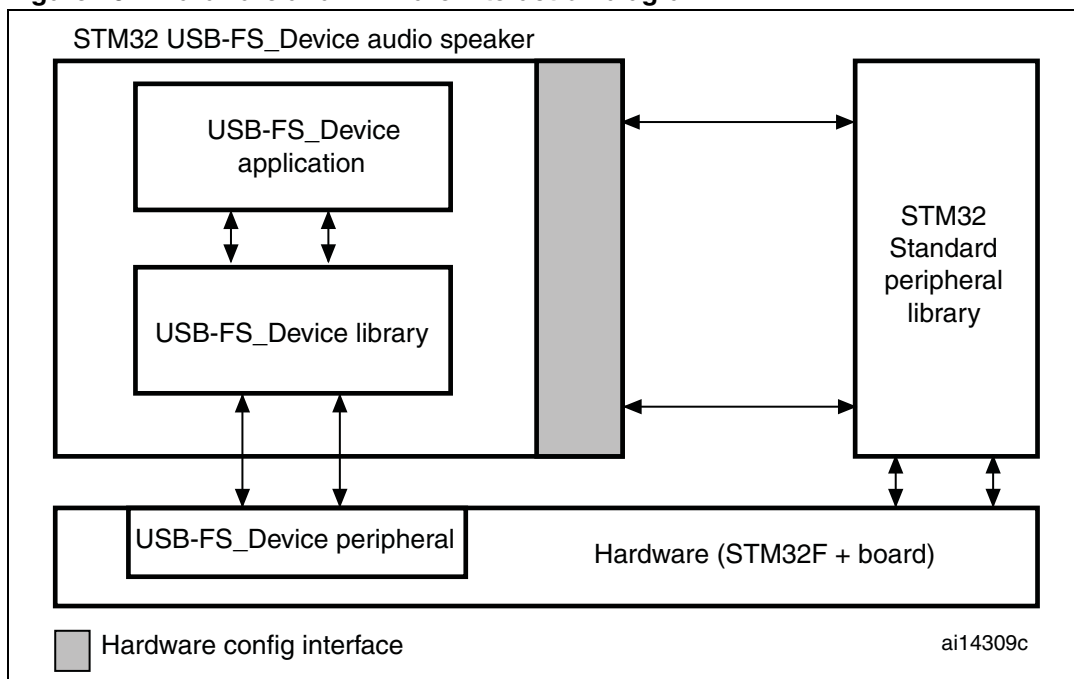 STM32 USB-FS_Device audio speaker
USB-FS_Device
application
USB-FS_Device library
STM32
Standard
peripheral
library
USB-FS_Device peripheral
Hardware (STM32F + board)
Hardware config interface
ai14309c